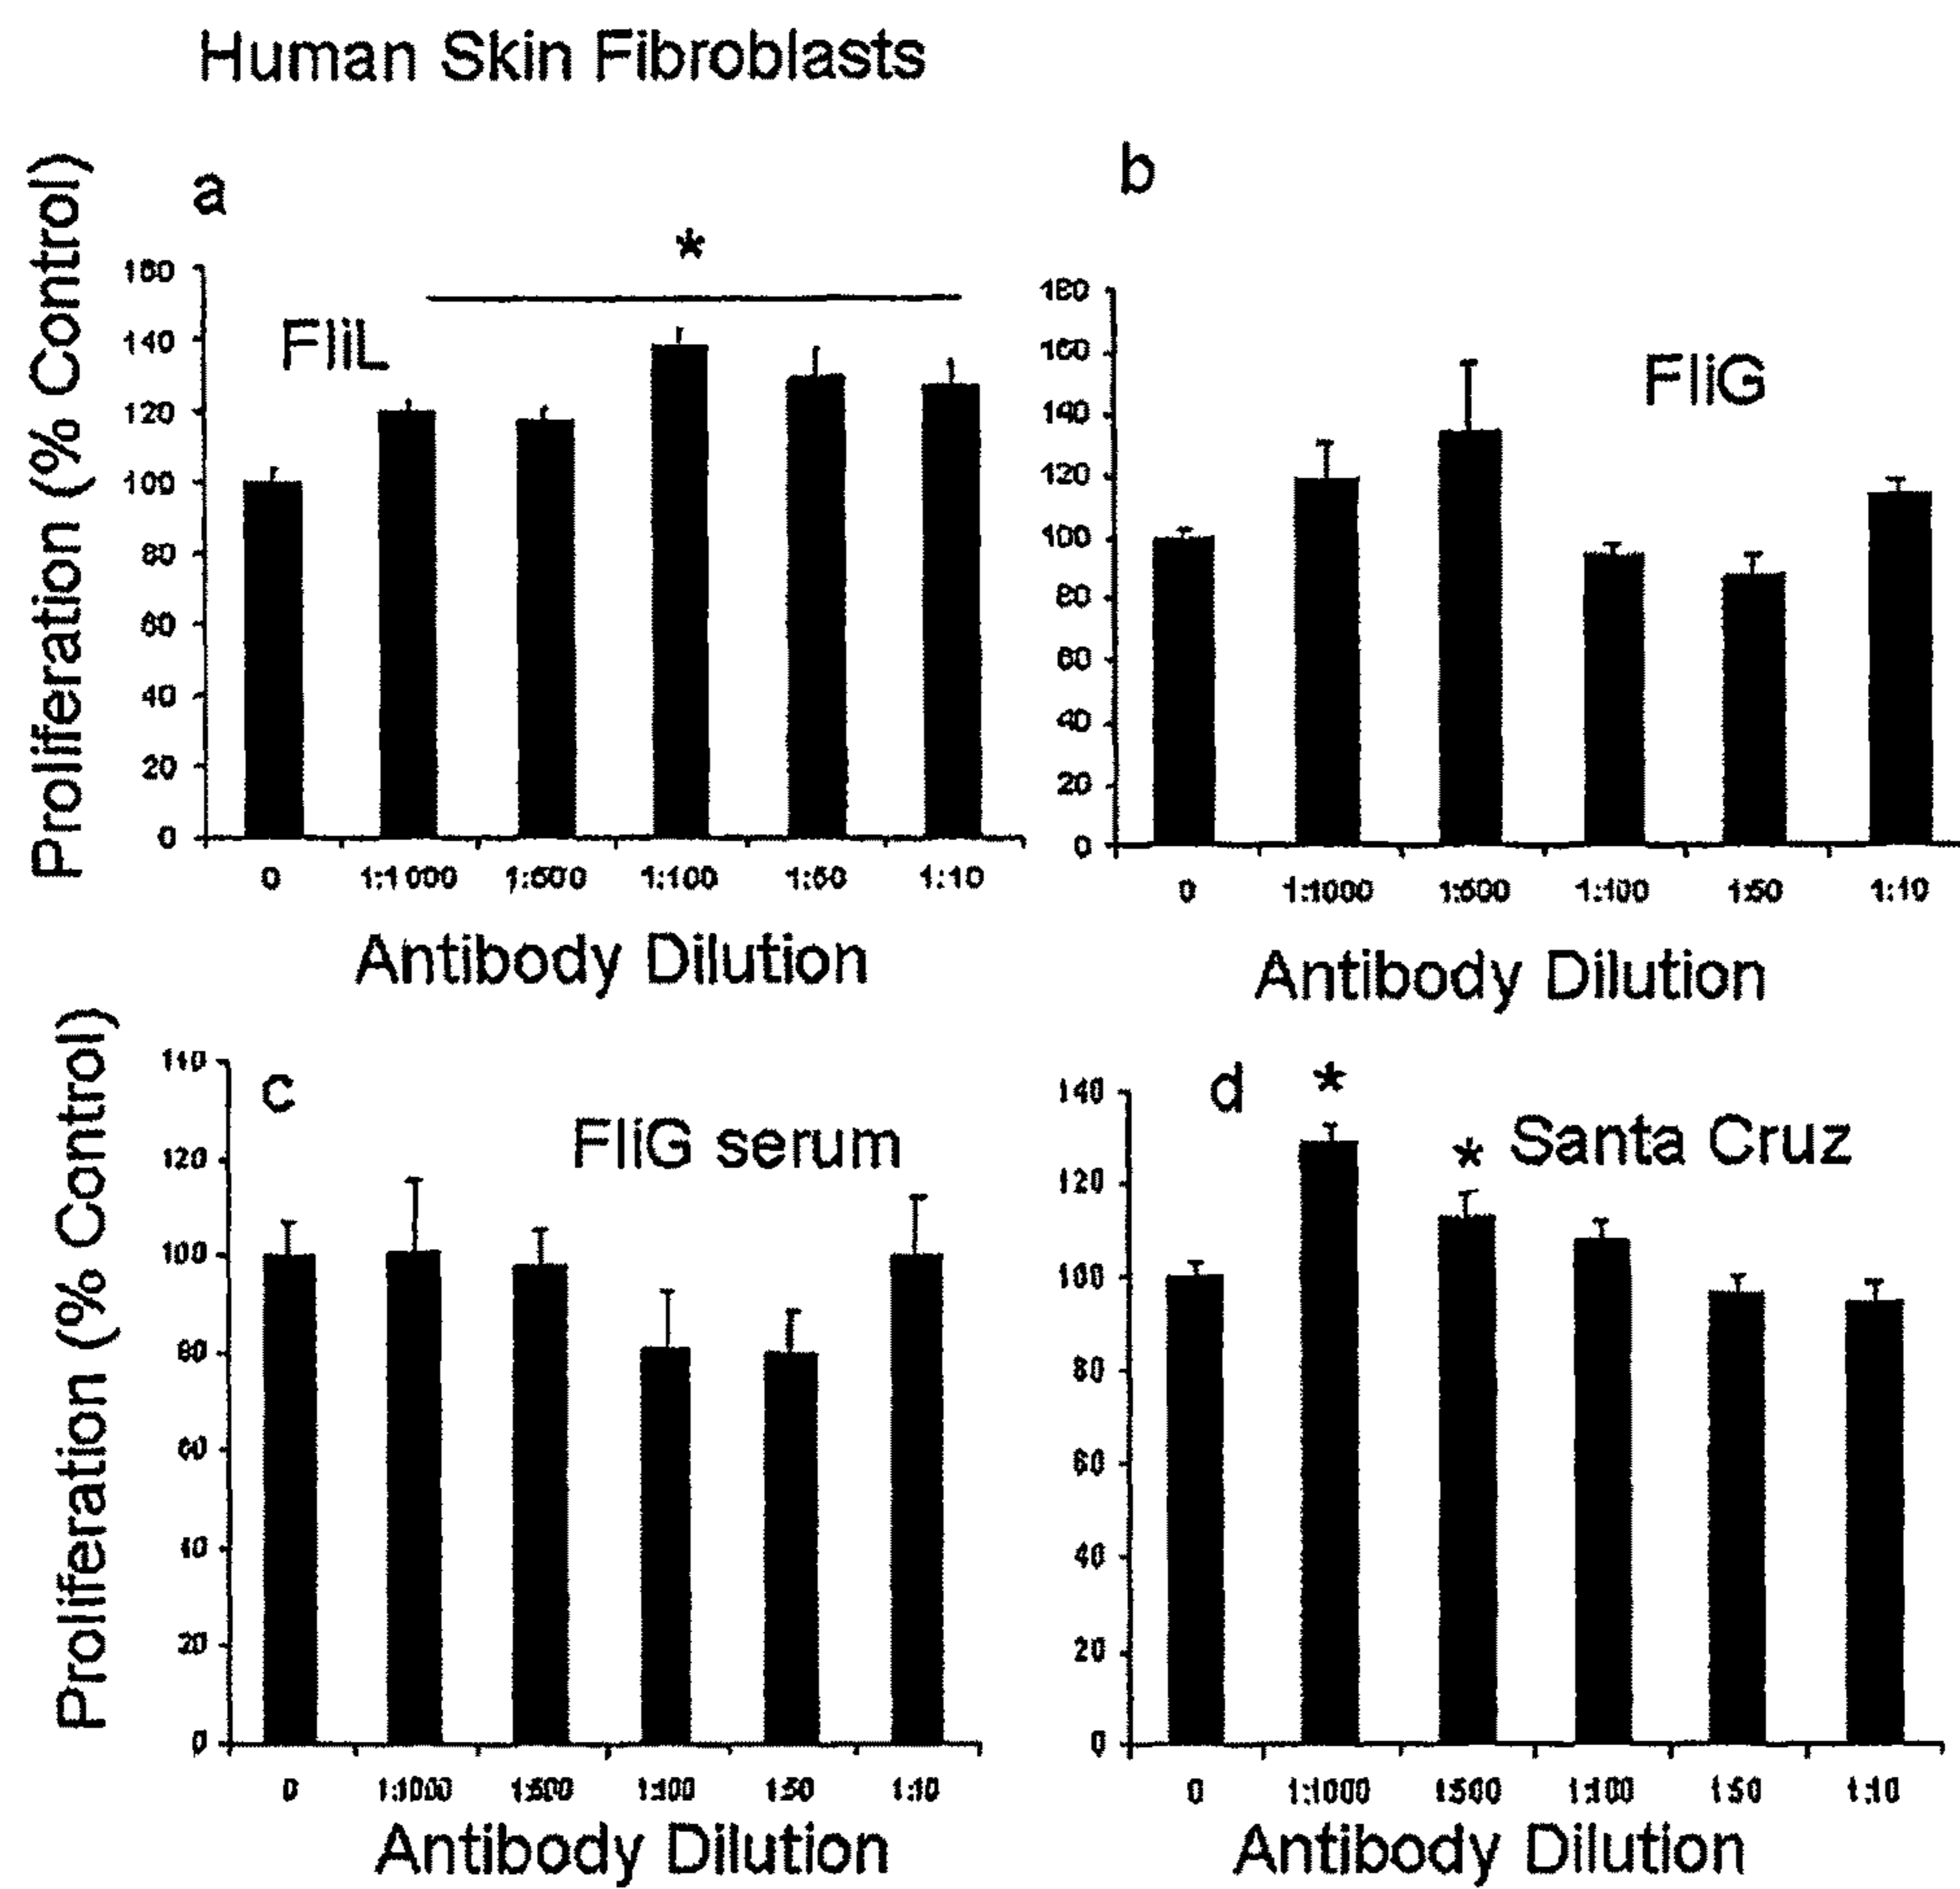 Human Skin Fibroblasts
a
*
FliL
Proliferation (% Control)
160
140
120
100
80
60
40
20
0
0 1:1000 1:500 1:100 1:50 1:10
Antibody Dilution
b
FliG
180
160
140
120
100
80
60
40
20
0
0 1:1000 1:500 1:100 1:50 1:10
Antibody Dilution
c
FliG serum
Proliferation (% Control)
140
120
100
80
60
40
20
0
0 1:1000 1:500 1:100 1:50 1:10
Antibody Dilution
d
*
*
Santa Cruz
140
120
100
80
60
40
20
0
0 1:1000 1:500 1:100 1:50 1:10
Antibody Dilution